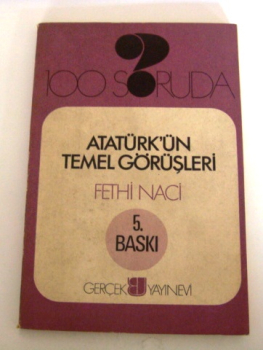 100 SORUDA
ATATÜRK'ÜN
TEMEL GÖRÜŞLERİ
FETHİ NACİ
5.
BASKI
GERÇEK YAYINEVİ